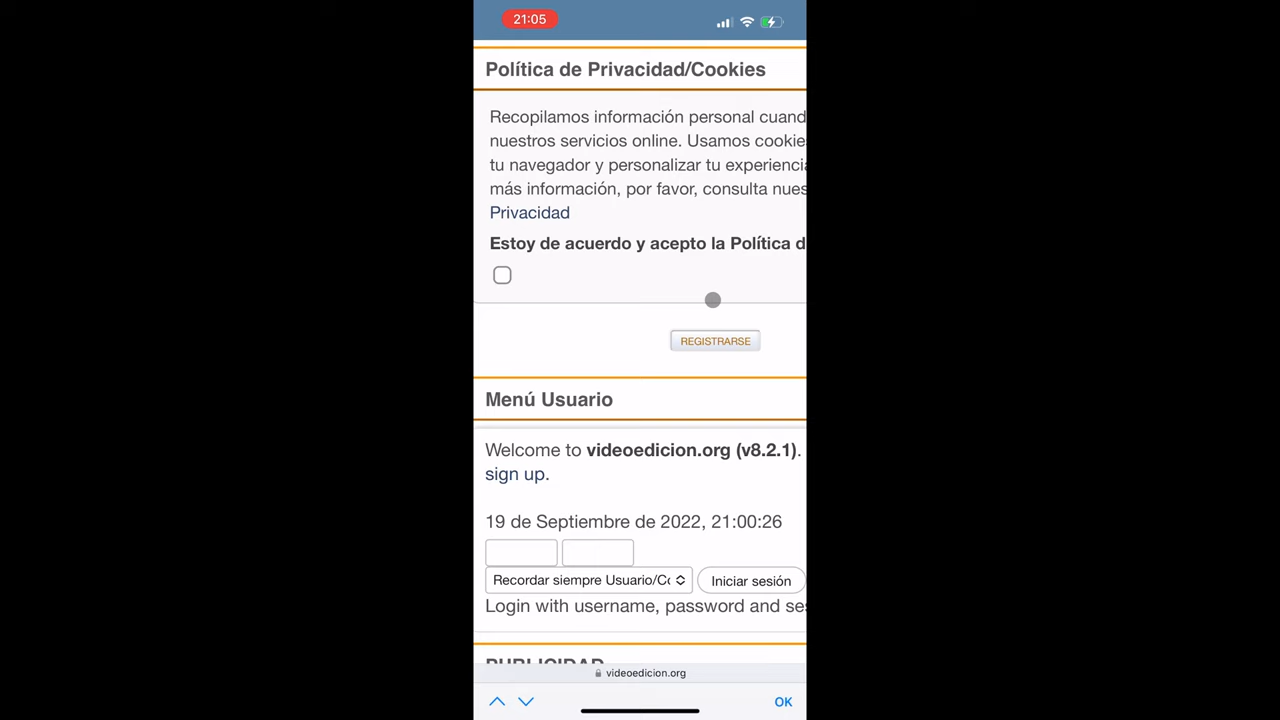 21:05
Política de Privacidad/Cookies
Recopilamos información personal cuand
nuestros servicios online. Usamos cookie
tu navegador y personalizar tu experienci
más información, por favor, consulta nues
Privacidad
Estoy de acuerdo y acepto la Política d
REGISTRARSE
Menú Usuario
Welcome to videoedicion.org (v8.2.1).
sign up.
19 de Septiembre de 2022, 21:00:26
Recordar siempre Usuario/Co Iniciar sesión
Login with username, password and ses
PUBLICIDAD
videoedicion.org
OK